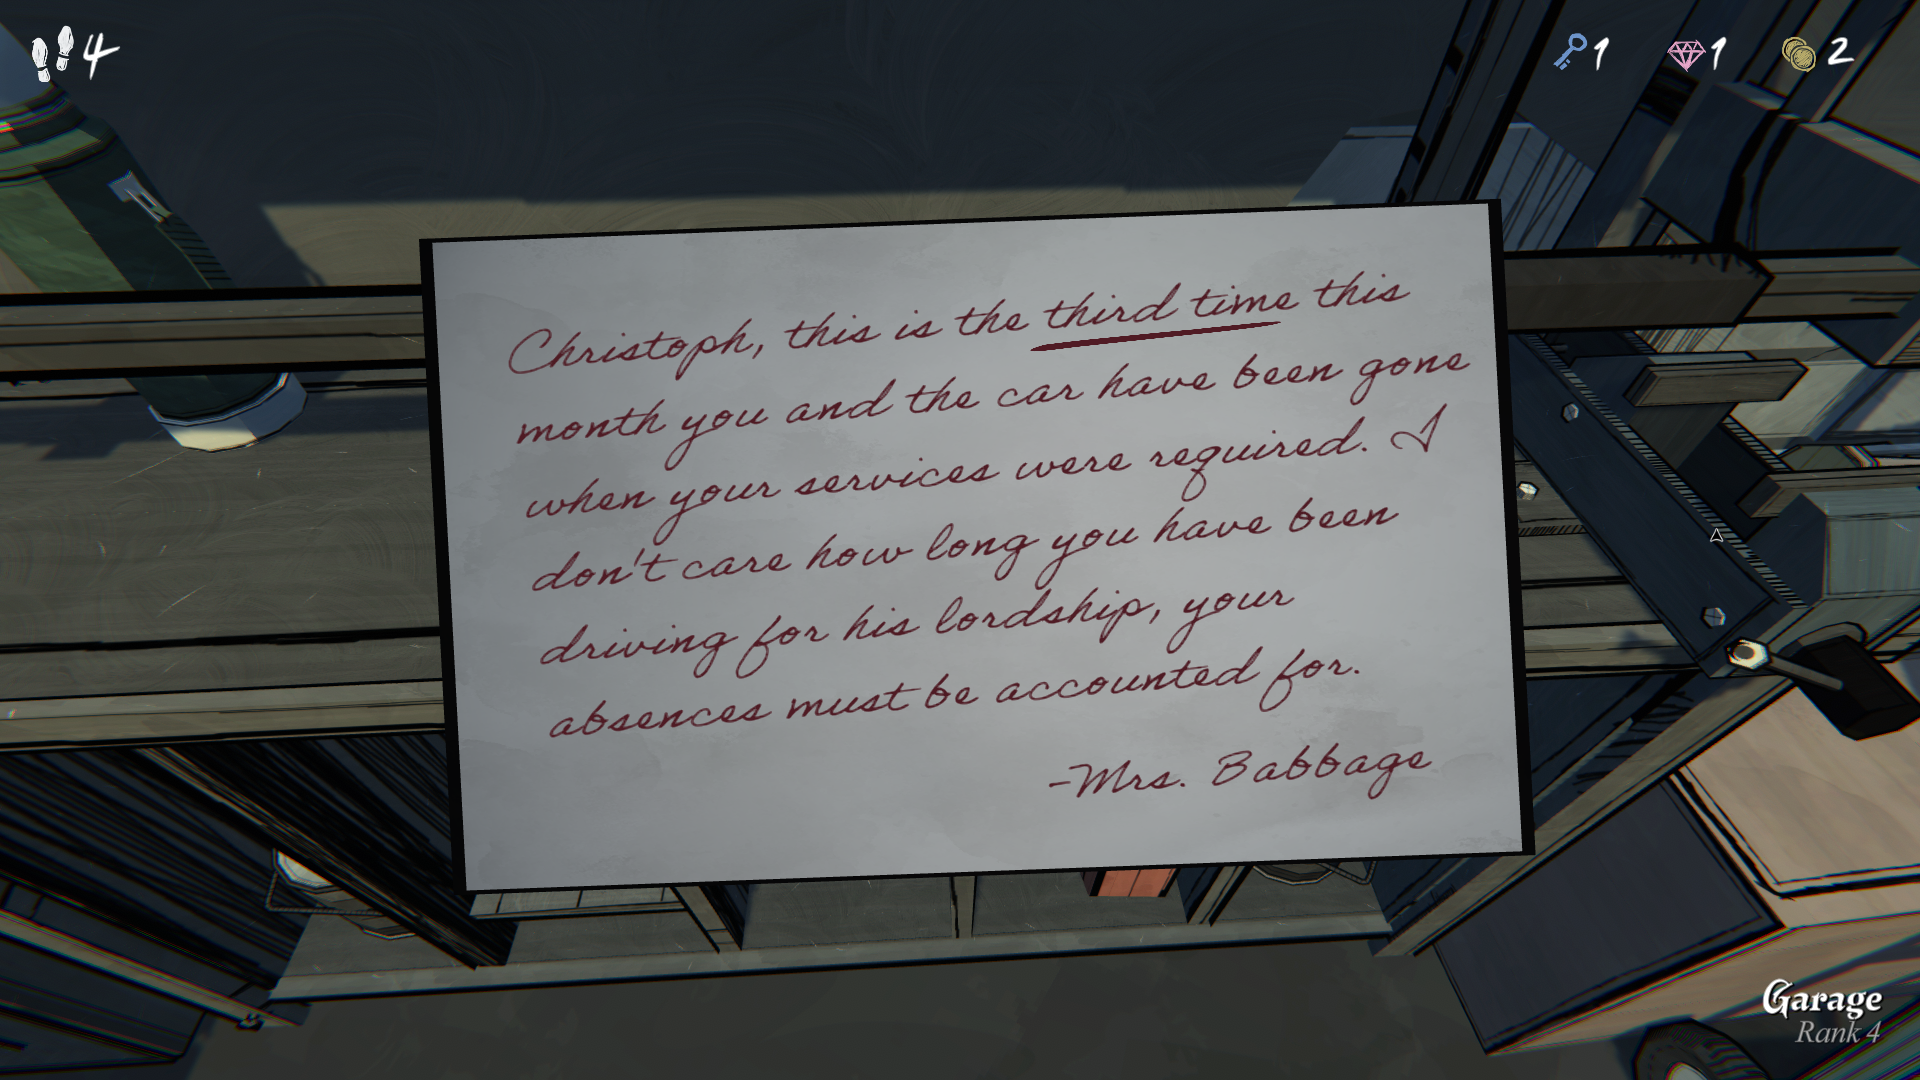 4
1
1
2
Christoph, this is the third time this
month you and the car have been gone
when your services were required. I
don't care how long you have been
driving for his lordship, your
absences must be accounted for.
-Mrs. Babbage
Garage
Rank 4